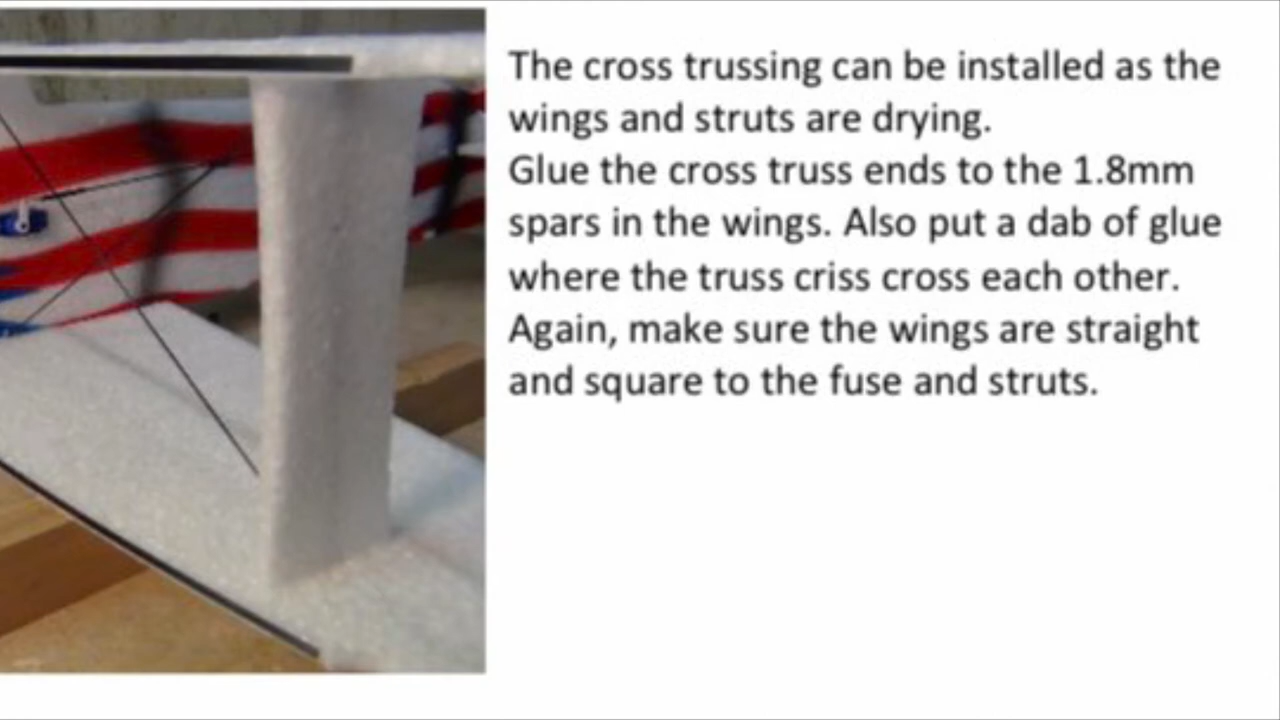 The cross trussing can be installed as the
wings and struts are drying.
Glue the cross truss ends to the 1.8mm
spars in the wings. Also put a dab of glue
where the truss criss cross each other.
Again, make sure the wings are straight
and square to the fuse and struts.